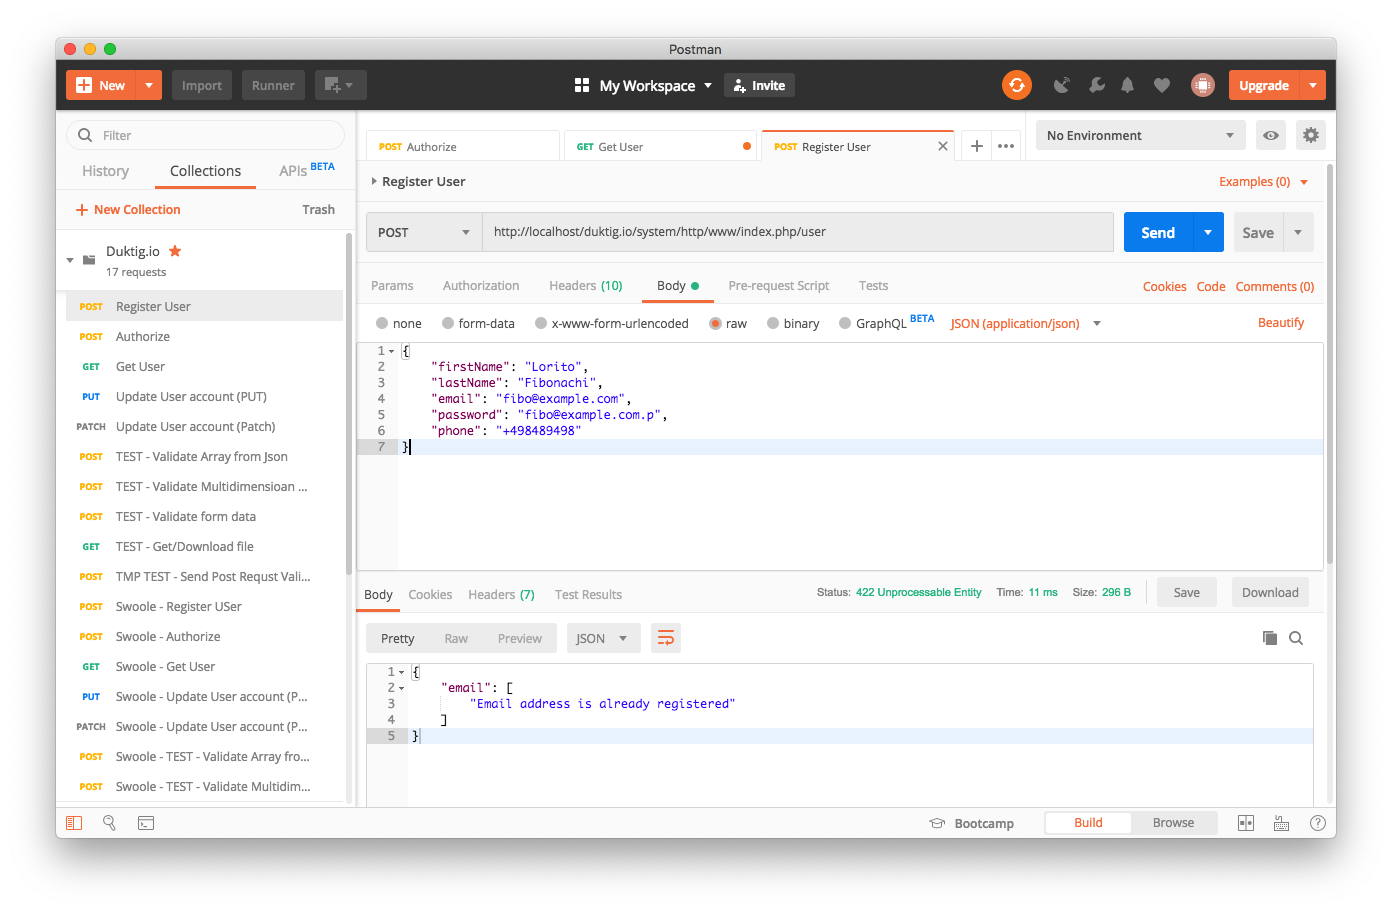 Postman
New
Import
Runner
My Workspace
Invite
Upgrade
Filter
History
Collections
APIs BETA
New Collection
Trash
Duktig.io
17 requests
POST Register User
POST Authorize
GET Get User
PUT Update User account (PUT)
PATCH Update User account (Patch)
POST TEST - Validate Array from Json
POST TEST - Validate Multidimensioan ...
POST TEST - Validate form data
GET TEST - Get/Download file
POST TMP TEST - Send Post Requst Vali...
POST Swoole - Register USer
POST Swoole - Authorize
GET Swoole - Get User
PUT Swoole - Update User account (P...
PATCH Swoole - Update User account (P...
POST Swoole - TEST - Validate Array fro...
POST Swoole - TEST - Validate Multidim...
POST Authorize
GET Get User
POST Register User
No Environment
Register User
Examples (0)
POST
http://localhost/duktig.io/system/http/www/index.php/user
Send
Save
Params
Authorization
Headers (10)
Body
Pre-request Script
Tests
Cookies
Code
Comments (0)
none
form-data
x-www-form-urlencoded
raw
binary
GraphQL BETA
JSON (application/json)
Beautify
1 {
2 "firstName": "Lorito",
3 "lastName": "Fibonachi",
4 "email": "fibo@example.com",
5 "password": "fibo@example.com.p",
6 "phone": "+498489498"
7 }
Body
Cookies
Headers (7)
Test Results
Status: 422 Unprocessable Entity
Time: 11 ms
Size: 296 B
Save
Download
Pretty
Raw
Preview
JSON
1 {
2 "email": [
3 "Email address is already registered"
4 ]
5 }
Bootcamp
Build
Browse